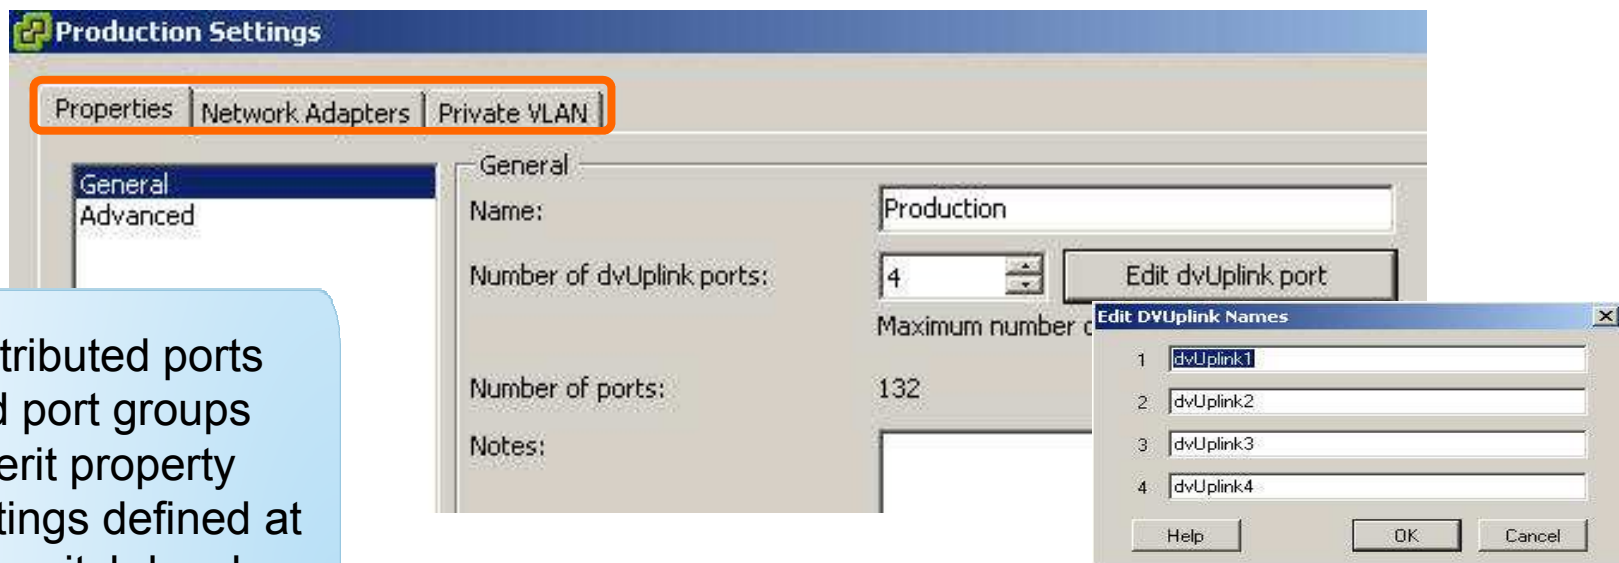 Production Settings
Properties Network Adapters Private VLAN
General
Advanced
General
Name: Production
Number of dvUplink ports: 4 Edit dvUplink port
Maximum number
Number of ports: 132
Notes:
Edit DVUplink Names
1 dvUplink1
2 dvUplink2
3 dvUplink3
4 dvUplink4
Help OK Cancel
tributed ports
port groups
erit property
tings defined at